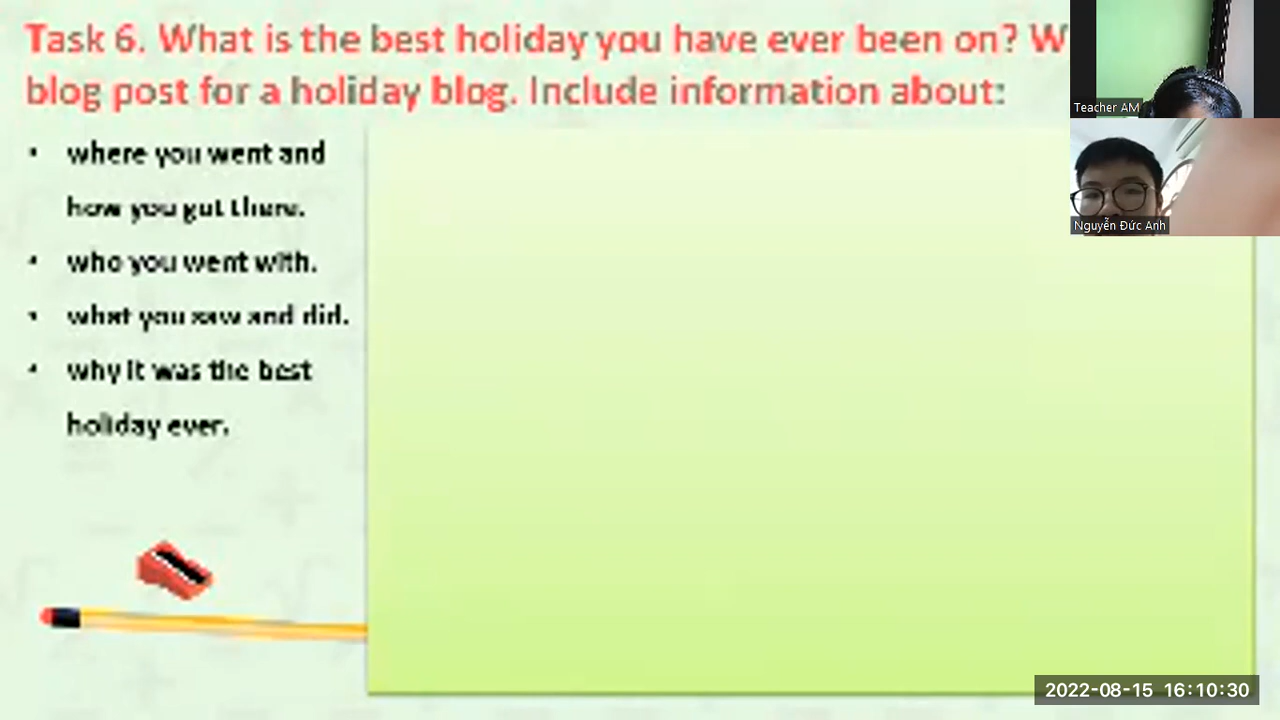 Task 6. What is the best holiday you have ever been on? W
blog post for a holiday blog. Include information about:
• where you went and
how you got there.
• who you went with.
• what you saw and did.
• why it was the best
holiday ever.
Teacher AM
Nguyễn Đức Anh
2022-08-15 16:10:30